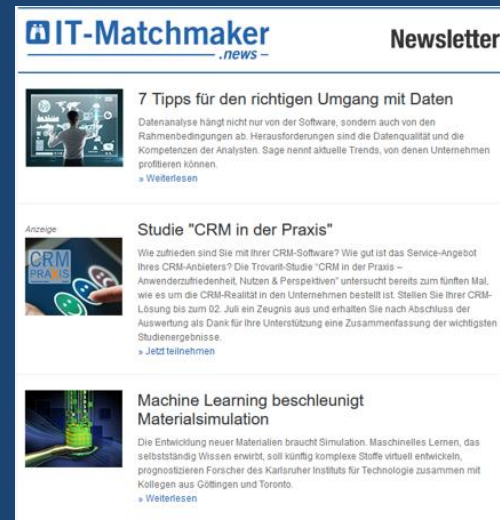 IT-Matchmaker
.news
Newsletter
7 Tipps für den richtigen Umgang mit Daten
Datenanalyse hängt nicht nur von der Software, sondern auch von den
Rahmenbedingungen ab. Herausforderungen sind die Datenqualität und die
Kompetenzen der Analysten. Sage nennt aktuelle Trends, von denen Unternehmen
profitieren können.
» Weiterlesen
Anzeige
CRM
PRAXIS
Studie "CRM in der Praxis"
Wie zufrieden sind Sie mit Ihrer CRM-Software? Wie gut ist das Service-Angebot
Ihres CRM-Anbieters? Die Trovarit-Studie "CRM in der Praxis –
Anwenderzufriedenheit, Nutzen & Perspektiven" untersucht bereits zum fünften Mal,
wie es um die CRM-Realität in den Unternehmen bestellt ist. Stellen Sie Ihrer CRM-
Lösung bis zum 02. Juli ein Zeugnis aus und erhalten Sie nach Abschluss der
Auswertung als Dank für Ihre Unterstützung eine Zusammenfassung der wichtigsten
Studienergebnisse.
» Jetzt teilnehmen
Machine Learning beschleunigt
Materialsimulation
Die Entwicklung neuer Materialien braucht Simulation. Maschinelles Lernen, das
selbstständig Wissen erwirbt, soll künftig komplexe Stoffe virtuell entwickeln,
prognostizieren Forscher des Karlsruher Instituts für Technologie zusammen mit
Kollegen aus Göttingen und Toronto.
» Weiterlesen